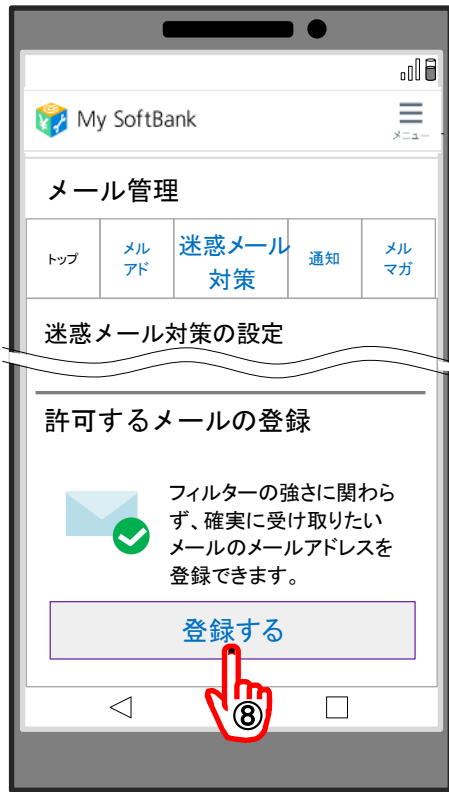 My SoftBank
メニュー
メール管理
トップ
メル
アド
迷惑メール
対策
通知
メル
マガ
迷惑メール対策の設定
許可するメールの登録
フィルターの強さに関わら
ず、確実に受け取りたい
メールのメールアドレスを
登録できます。
登録する
⑧